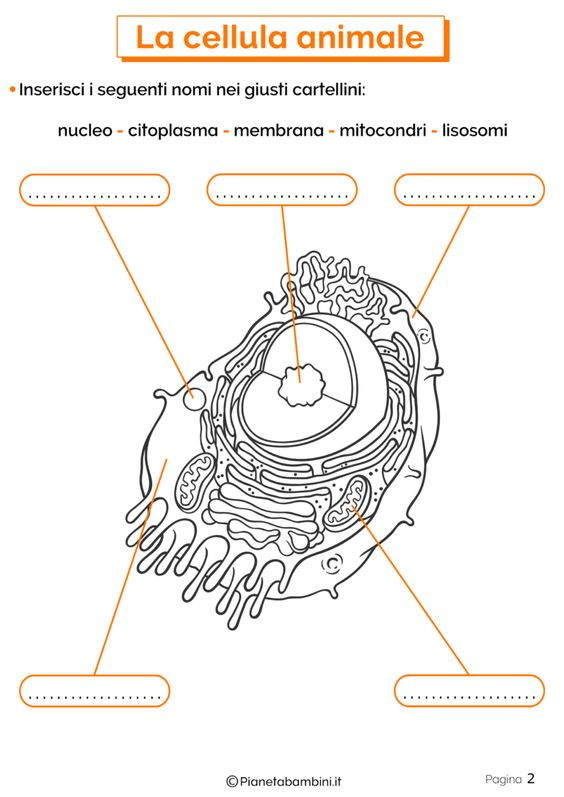 La cellula animale
• Inserisci i seguenti nomi nei giusti cartellini:
nucleo - citoplasma - membrana - mitocondri - lisosomi
©Pianetabambini.it
Pagina 2